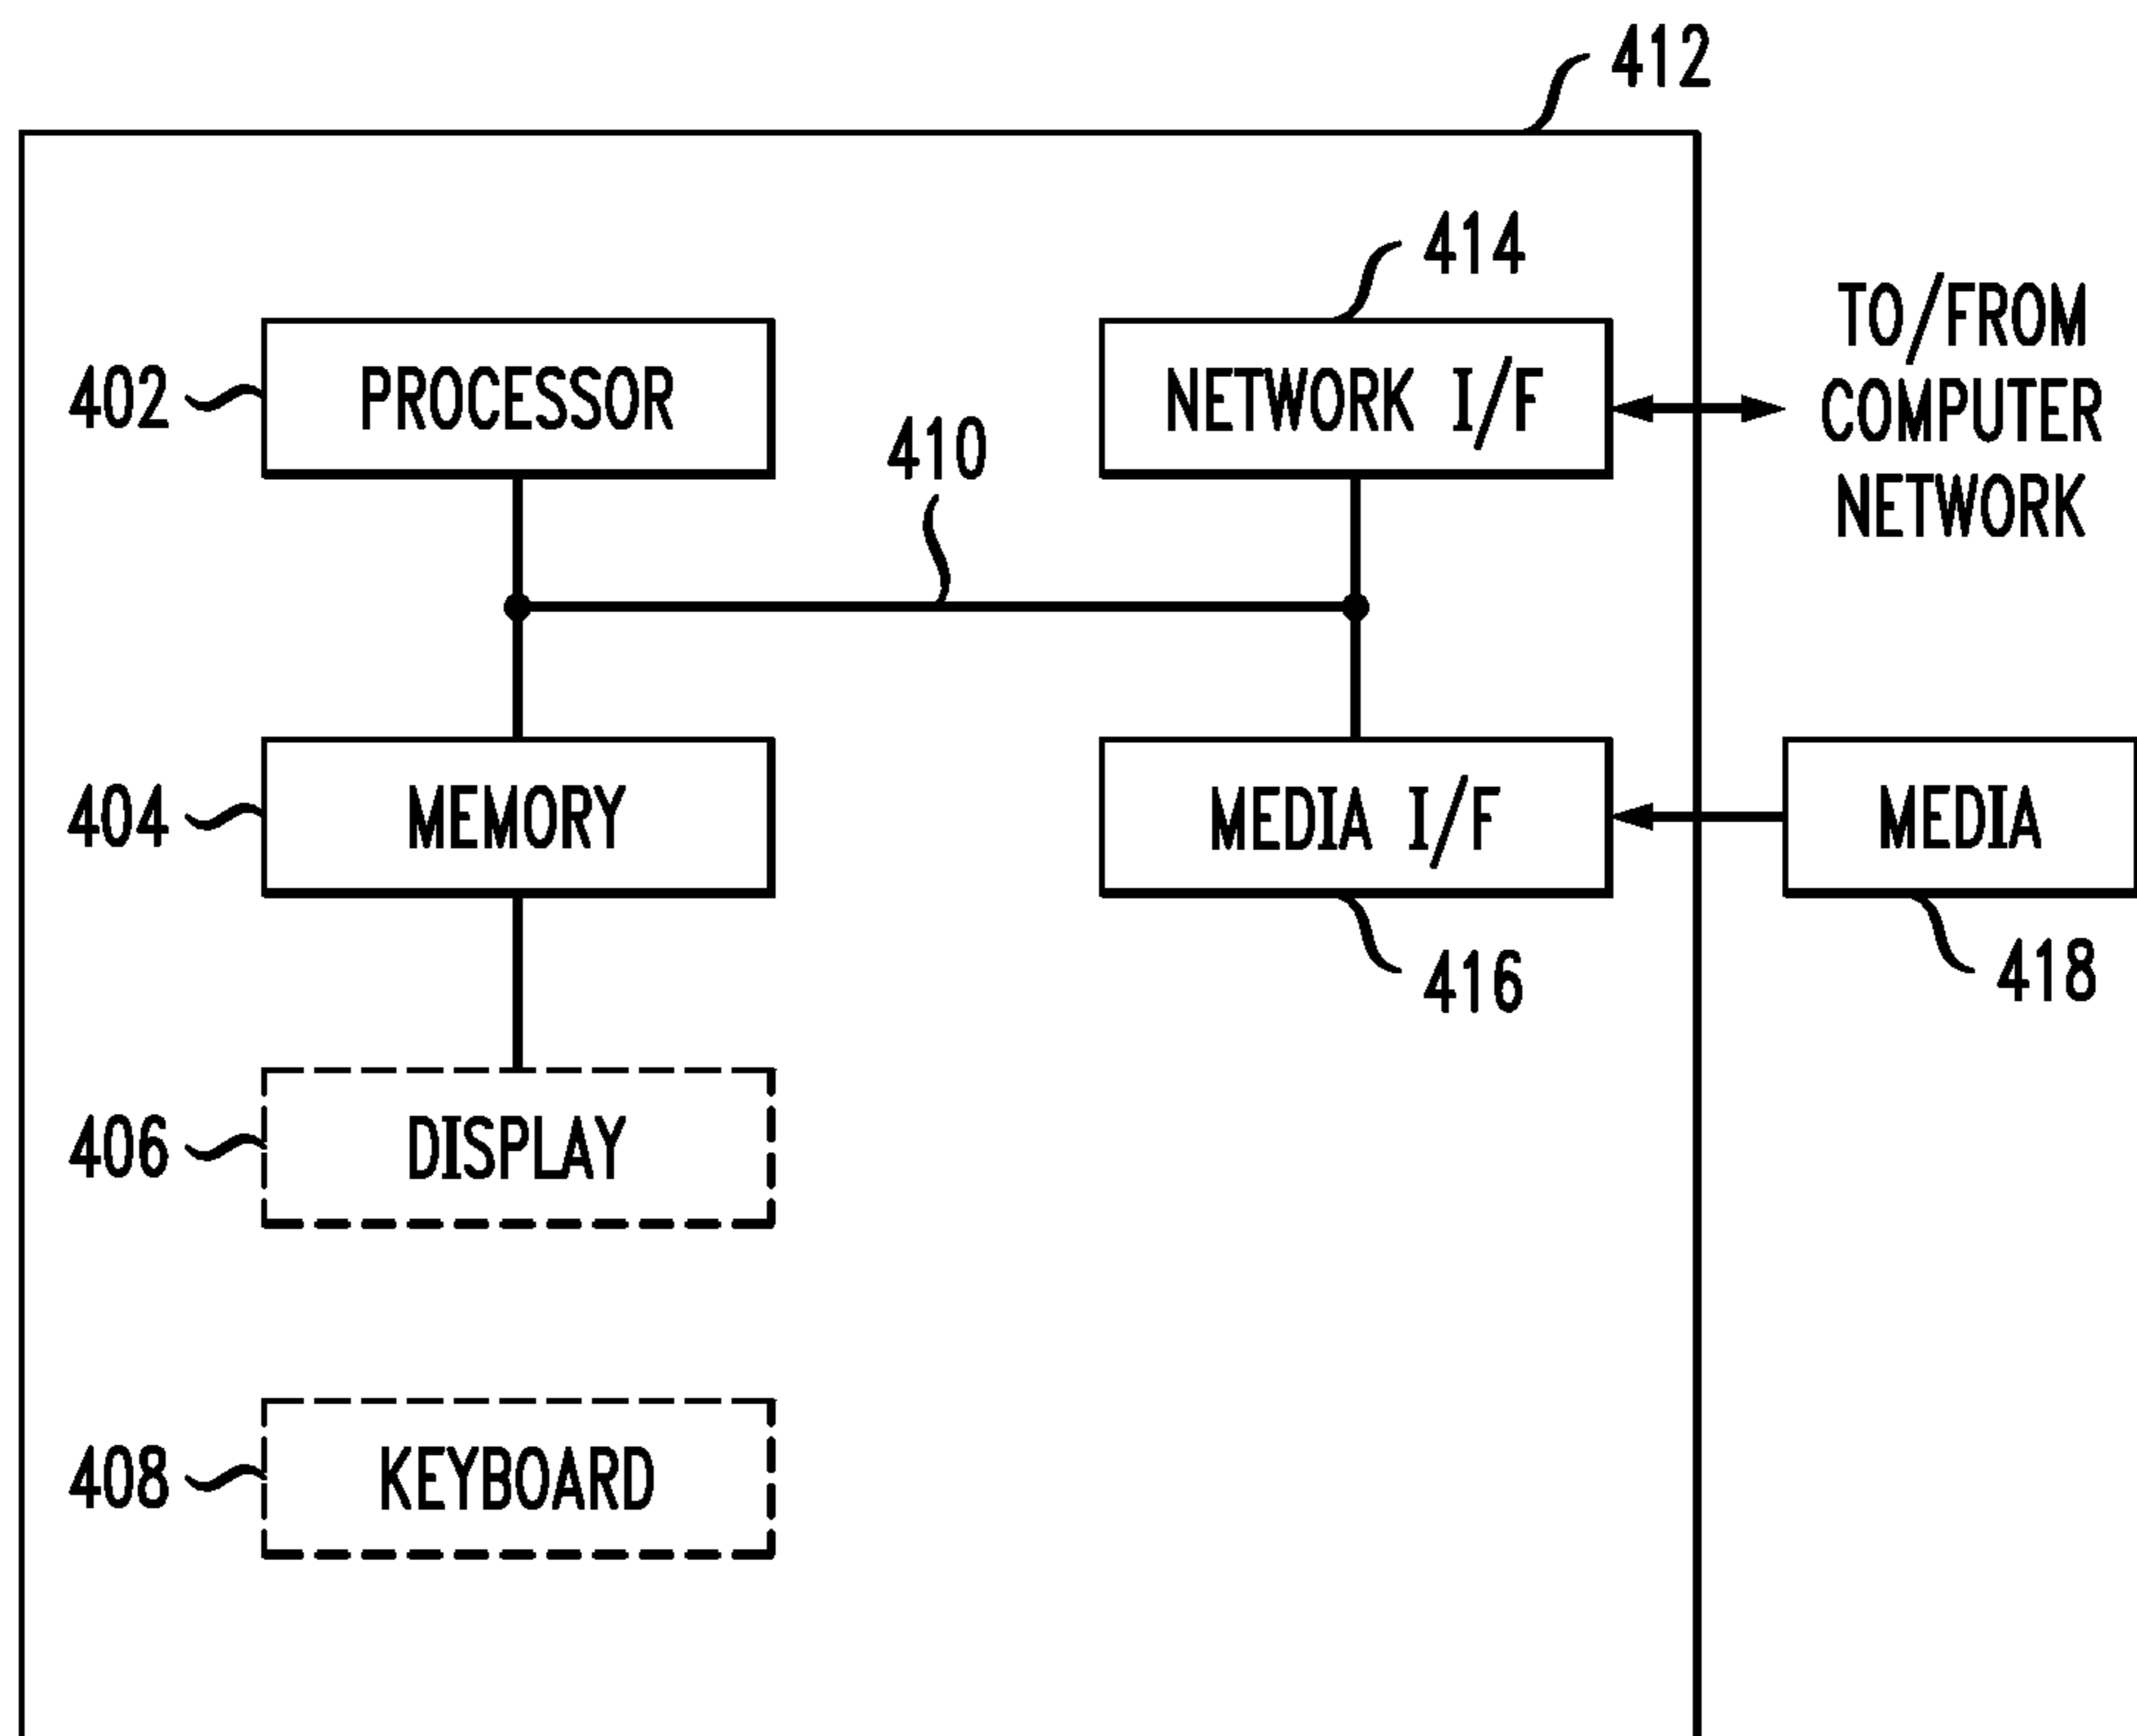 412
414
TO/FROM
COMPUTER
NETWORK
402
PROCESSOR
NETWORK I/F
410
404
MEMORY
MEDIA I/F
MEDIA
416
418
406
DISPLAY
408
KEYBOARD